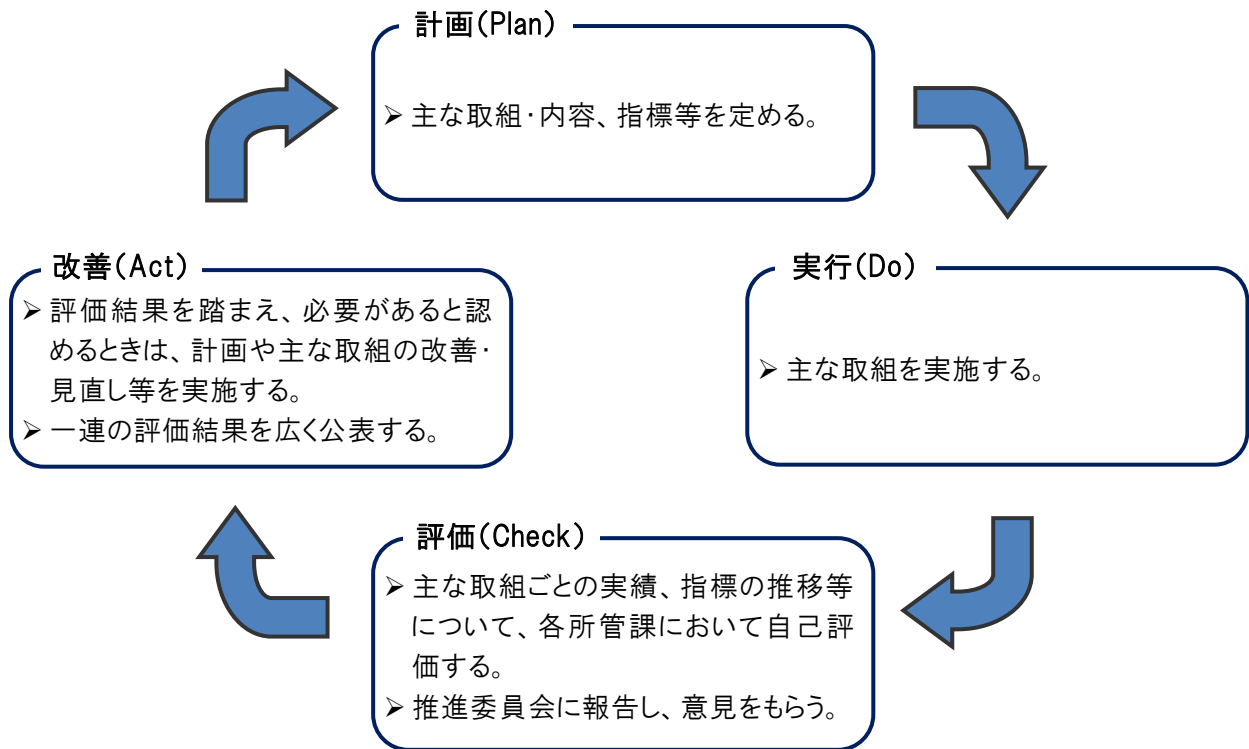 計画(Plan)
➢ 主な取組・内容、指標等を定める。
改善(Act)
➢ 評価結果を踏まえ、必要があると認
めるときは、計画や主な取組の改善・
見直し等を実施する。
➢ 一連の評価結果を広く公表する。
実行(Do)
➢ 主な取組を実施する。
評価(Check)
➢ 主な取組ごとの実績、指標の推移等
について、各所管課において自己評
価する。
➢ 推進委員会に報告し、意見をもらう。